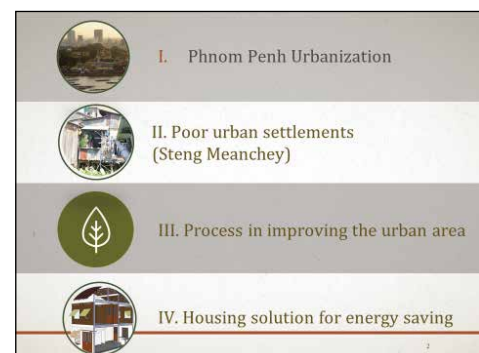 I. Phnom Penh Urbanization
II. Poor urban settlements
(Steng Meanchey)
III. Process in improving the urban area
IV. Housing solution for energy saving
2